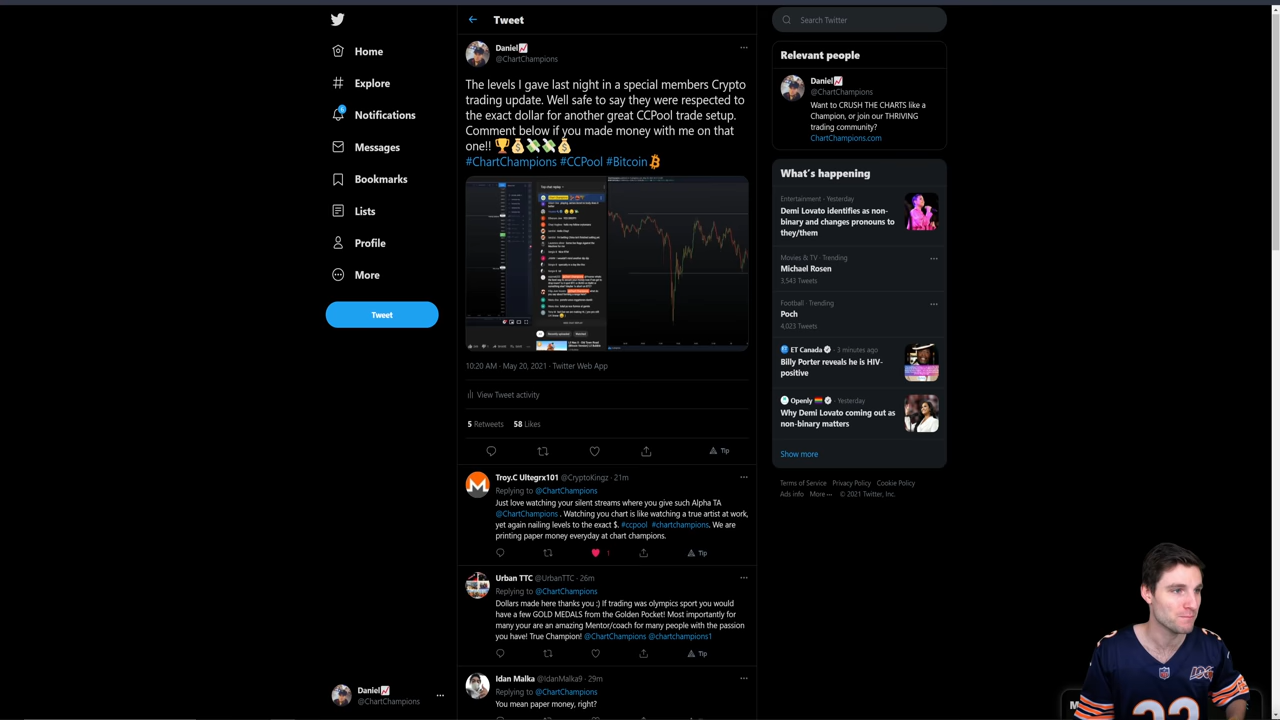 Home
Explore
6
Notifications
Messages
Bookmarks
Lists
Profile
More
Tweet
Daniel
@ChartChampions
Tweet
Daniel
@ChartChampions
The levels I gave last night in a special members Crypto
trading update. Well safe to say they were respected to
the exact dollar for another great CCPool trade setup.
Comment below if you made money with me on that
one!!
#ChartChampions #CCPool #Bitcoin
10:20 AM · May 20, 2021 · Twitter Web App
View Tweet activity
5 Retweets 58 Likes
Tip
Troy.C Ultegrx101 @CryptoKingz · 21m
Replying to @ChartChampions
Just love watching your silent streams where you give such Alpha TA
@ChartChampions . Watching you chart is like watching a true artist at work,
yet again nailing levels to the exact $. #ccpool #chartchampions. We are
printing paper money everyday at chart champions.
1
Tip
Urban TTC @UrbanTTC · 26m
Replying to @ChartChampions
Dollars made here thank you :) If trading was olympics sport you would
have a few GOLD MEDALS from the Golden Pocket! Most importantly for
many your are an amazing Mentor/coach for many people with the passion
you have! True Champion! @ChartChampions @chartchampions1
Tip
Idan Malka @IdanMalka9 · 29m
Replying to @ChartChampions
You mean paper money, right?
Search Twitter
Relevant people
Daniel
@ChartChampions
Want to CRUSH THE CHARTS like a
Champion, or join our THRIVING
trading community?
ChartChampions.com
What's happening
Entertainment · Yesterday
Demi Lovato identifies as non-
binary and changes pronouns to
they/them
Movies & TV · Trending
Michael Rosen
3,543 Tweets
Football · Trending
Poch
4,023 Tweets
ET Canada · 3 minutes ago
Billy Porter reveals he is HIV-
positive
Openly · Yesterday
Why Demi Lovato coming out as
non-binary matters
Show more
Terms of Service Privacy Policy Cookie Policy
Ads info More © 2021 Twitter, Inc.